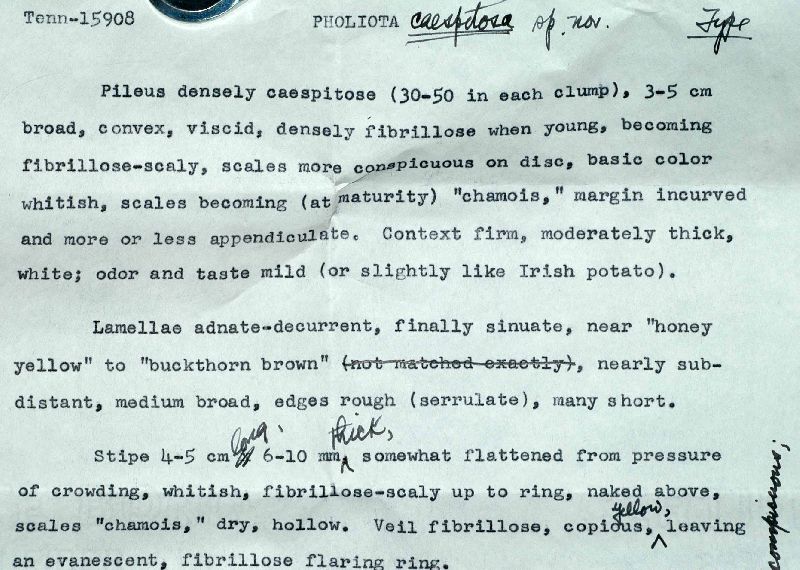 Tenn-15908 PHOLIOTA caespitosa sp. nov. Type
Pileus densely caespitose (30-50 in each clump), 3-5 cm
broad, convex, viscid, densely fibrillose when young, becoming
fibrillose-scaly, scales more conspicuous on disc, basic color
whitish, scales becoming (at maturity) "chamois," margin incurved
and more or less appendiculate. Context firm, moderately thick,
white; odor and taste mild (or slightly like Irish potato).
Lamellae adnate-decurrent, finally sinuate, near "honey
yellow" to "buckthorn brown" (not matched exactly), nearly sub-
distant, medium broad, edges rough (serrulate), many short.
long, thick,
Stipe 4-5 cm 6-10 mm, somewhat flattened from pressure
of crowding, whitish, fibrillose-scaly up to ring, naked above,
yellow,
scales "chamois," dry, hollow. Veil fibrillose, copious, leaving
an evanescent, fibrillose flaring ring.
conspicuous;